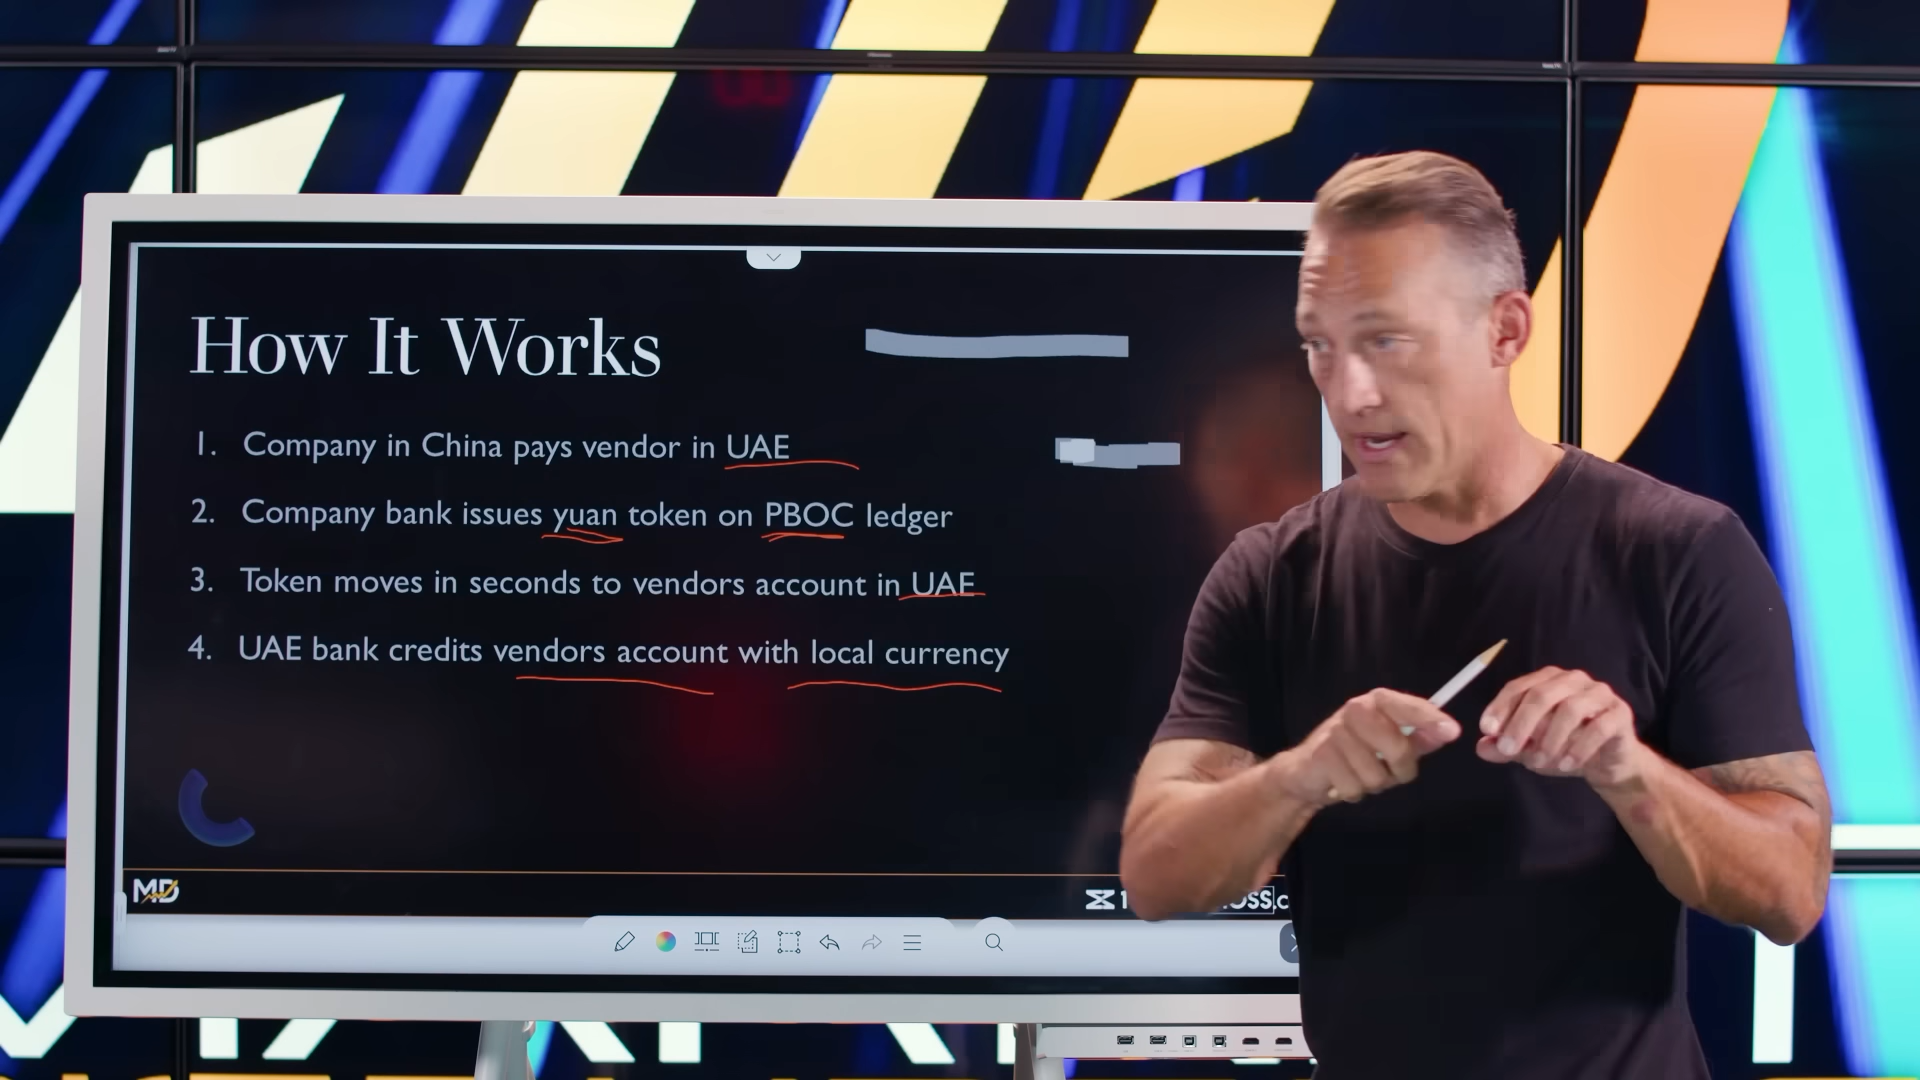 How It Works
1. Company in China pays vendor in UAE
2. Company bank issues yuan token on PBOC ledger
3. Token moves in seconds to vendors account in UAE
4. UAE bank credits vendors account with local currency
MD